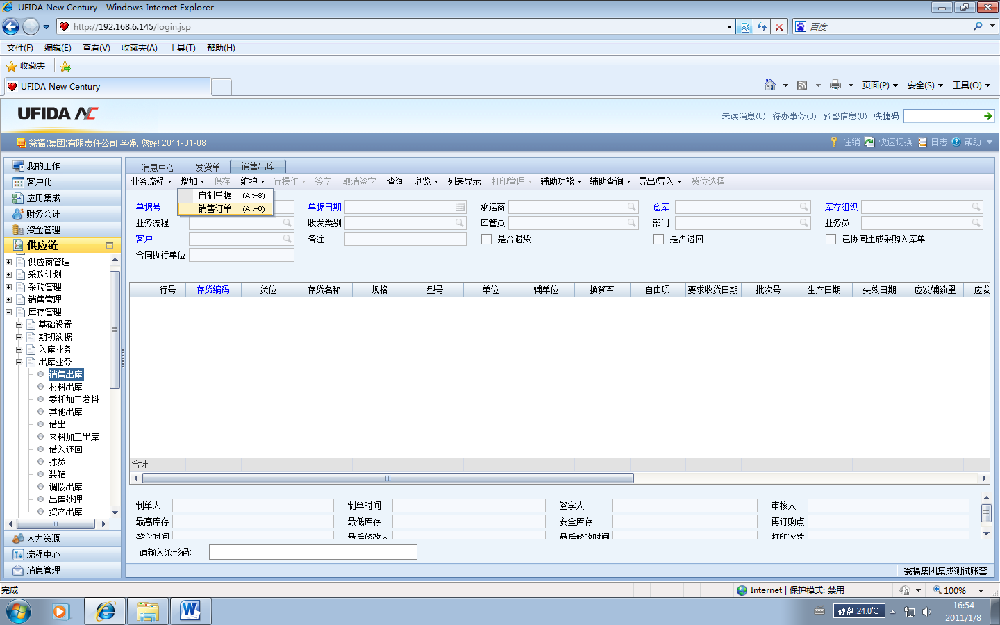 UFIDA New Century - Windows Internet Explorer
http://192.168.6.145/login.jsp
百度
文件(F) 编辑(E) 查看(V) 收藏夹(A) 工具(T) 帮助(H)
收藏夹
UFIDA New Century
页面(P) 安全(S) 工具(O)
UFIDA NC
未读消息(0) 待办事务(0) 预警信息(0) 快捷码
瓮福(集团)有限责任公司 李强, 您好! 2011-01-08
注销 快速切换 日志 帮助
我的工作
客户化
应用集成
财务会计
资金管理
供应链
供应商管理
采购计划
采购管理
销售管理
库存管理
基础设置
期初数据
入库业务
出库业务
销售出库
材料出库
委托加工发料
其他出库
借出
来料加工出库
借入还回
拣货
装箱
调拨出库
出库处理
资产出库
人力资源
流程中心
消息管理
消息中心 发货单 销售出库
业务流程 增加 保存 维护 行操作 签字 取消签字 查询 浏览 列表显示 打印管理 辅助功能 辅助查询 导出/导入 货位选择
自制单据 (Alt+8)
销售订单 (Alt+0)
单据号 单据日期 承运商 仓库 库存组织
业务流程 收发类别 库管员 部门 业务员
客户 备注 是否退货 是否退回 已协同生成采购入库单
合同执行单位
行号 存货编码 货位 存货名称 规格 型号 单位 辅单位 换算率 自由项 要求收货日期 批次号 生产日期 失效日期 应发辅数量 应发
合计
制单人 制单时间 签字人 审核人
最高库存 最低库存 安全库存 再订购点
签字时间 最后修改人 最后修改时间 打印次数
请输入条形码:
瓮福集团集成测试账套
完成
Internet | 保护模式: 禁用
100%
硬盘:24.0℃
16:54
2011/1/8